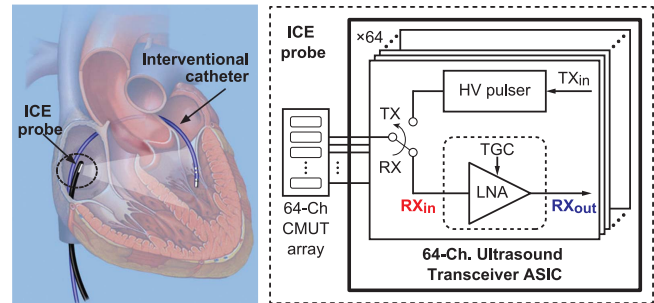 Interventional
catheter
ICE
probe
ICE
probe
×64
HV pulser
TXin
TX
RX
TGC
LNA
RXin
RXout
64-Ch
CMUT
array
64-Ch. Ultrasound
Transceiver ASIC